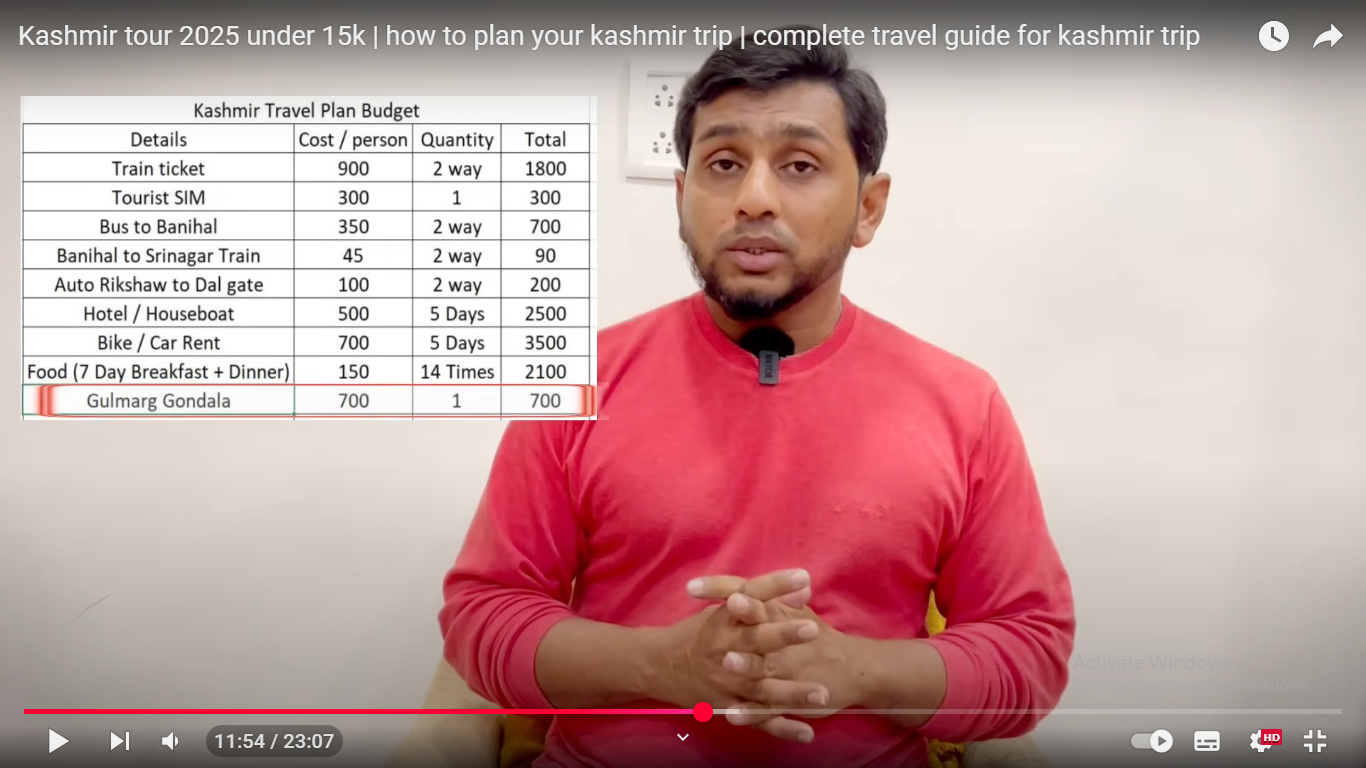 Kashmir tour 2025 under 15k | how to plan your kashmir trip | complete travel guide for kashmir trip
Kashmir Travel Plan Budget
Details Cost / person Quantity Total
Train ticket 900 2 way 1800
Tourist SIM 300 1 300
Bus to Banihal 350 2 way 700
Banihal to Srinagar Train 45 2 way 90
Auto Rikshaw to Dal gate 100 2 way 200
Hotel / Houseboat 500 5 Days 2500
Bike / Car Rent 700 5 Days 3500
Food (7 Day Breakfast + Dinner) 150 14 Times 2100
Gulmarg Gondala 700 1 700
Activate Windows
11:54 / 23:07
HD